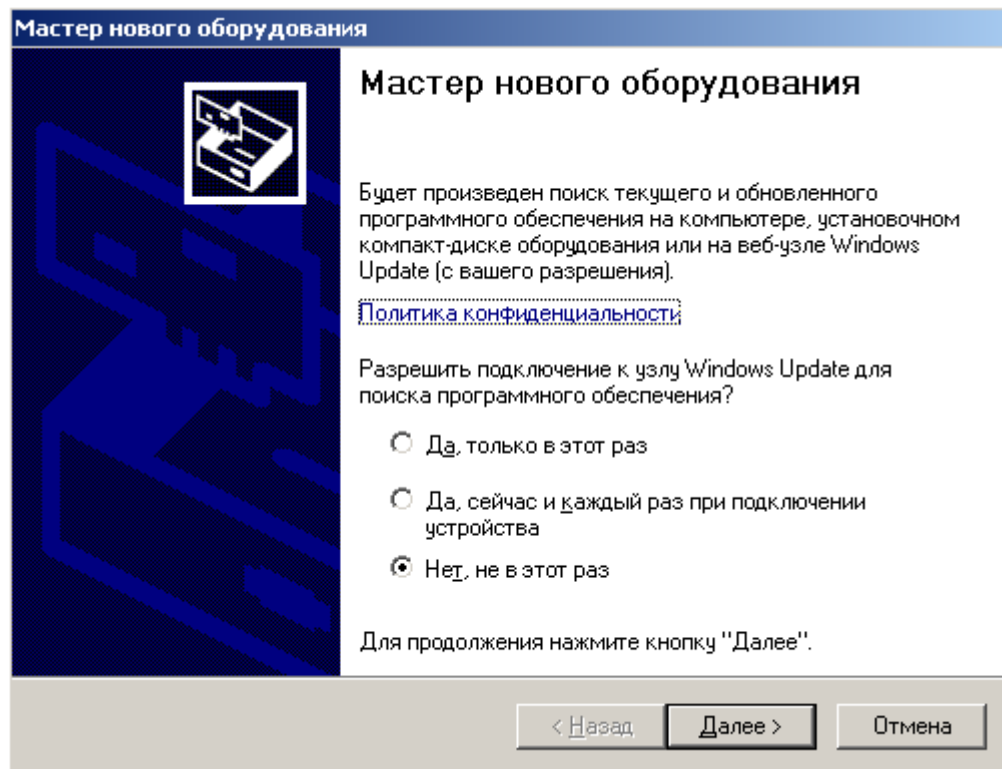 Мастер нового оборудования
Мастер нового оборудования
Будет произведен поиск текущего и обновленного
программного обеспечения на компьютере, установочном
компакт-диске оборудования или на веб-узле Windows
Update (с вашего разрешения).
Политика конфиденциальности
Разрешить подключение к узлу Windows Update для
поиска программного обеспечения?
Да, только в этот раз
Да, сейчас и каждый раз при подключении
устройства
Нет, не в этот раз
Для продолжения нажмите кнопку "Далее".
< Назад Далее > Отмена